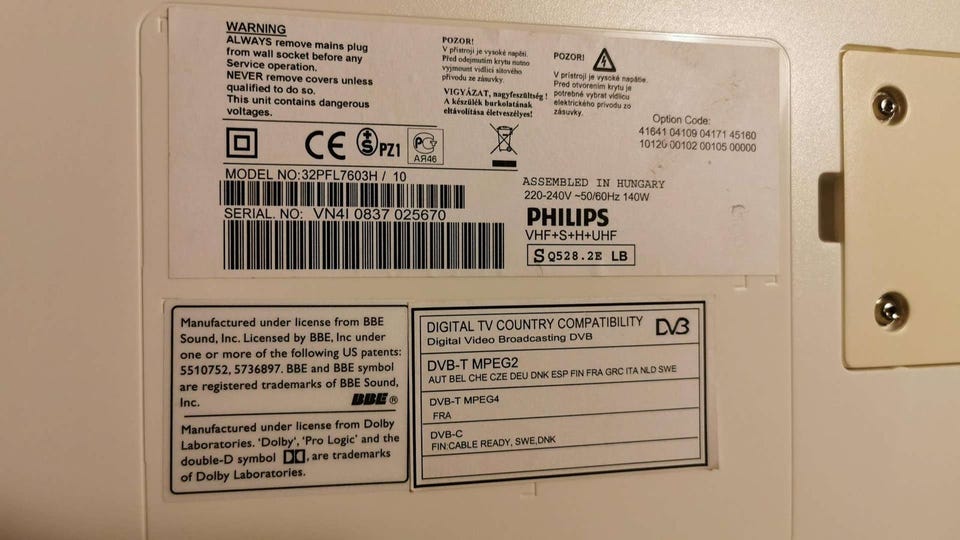 WARNING
ALWAYS remove mains plug
from wall socket before any
Service operation.
NEVER remove covers unless
qualified to do so.
This unit contains dangerous
voltages.
POZOR!
V přístroji je vysoké napětí.
Před odejmutím krytu nutno
vyjmout vidlici síťového
přívodu ze zásuvky.
VIGYÁZAT, nagyfeszültség !
A készülék burkolatának
eltávolítása életveszélyes!
POZOR!
V prístroji je vysoké napätie.
Pred otvorením krytu je
potrebné vybrat vidlicu
elektrického privodu zo
zásuvky.
Option Code:
41641 04109 04171 45160
10120 00102 00105 00000
CE
S PZ1
PC
АЯ46
MODEL NO:32PFL7603H / 10
SERIAL. NO: VN4I 0837 025670
ASSEMBLED IN HUNGARY
220-240V ~50/60Hz 140W
PHILIPS
VHF+S+H+UHF
S Q528.2E LB
Manufactured under license from BBE
Sound, Inc. Licensed by BBE, Inc under
one or more of the following US patents:
5510752, 5736897. BBE and BBE symbol
are registered trademarks of BBE Sound,
Inc.
BBE ®
Manufactured under license from Dolby
Laboratories. 'Dolby', 'Pro Logic' and the
double-D symbol , are trademarks
of Dolby Laboratories.
DIGITAL TV COUNTRY COMPATIBILITY DVB
Digital Video Broadcasting DVB
DVB-T MPEG2
AUT BEL CHE CZE DEU DNK ESP FIN FRA GRC ITA NLD SWE
DVB-T MPEG4
FRA
DVB-C
FIN:CABLE READY, SWE,DNK